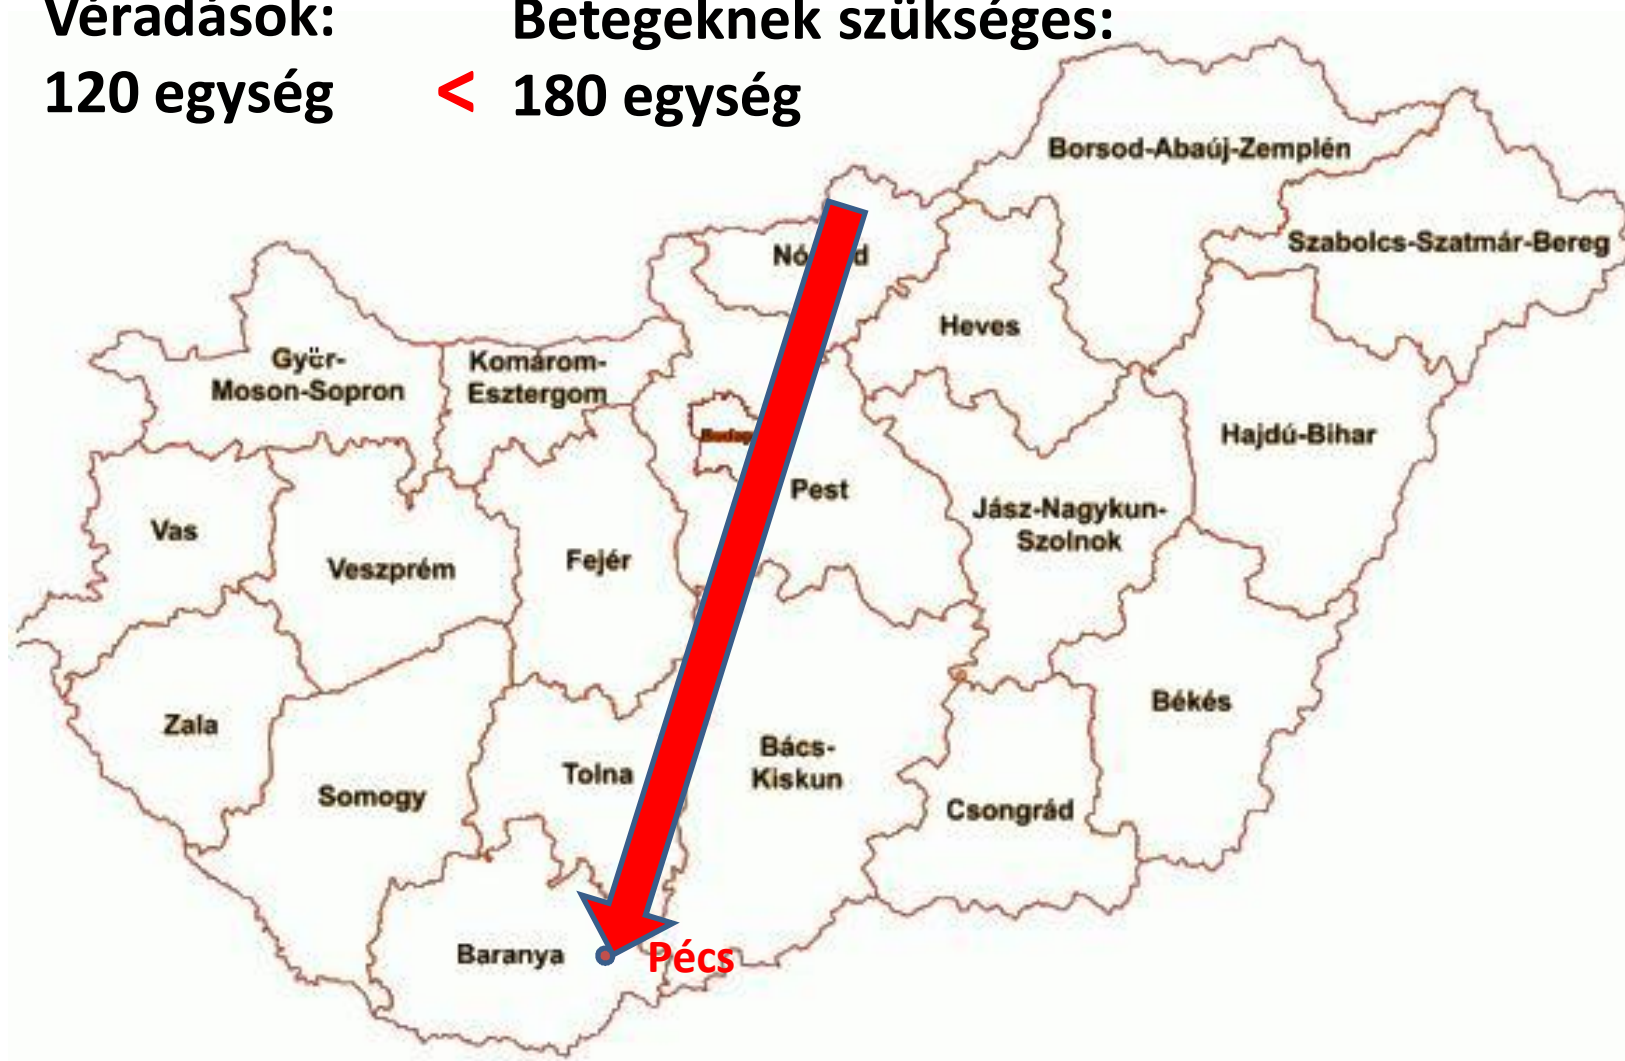 Véradások:
120 egység
<
Betegeknek szükséges:
180 egység
Borsod-Abaúj-Zemplén
Szabolcs-Szatmár-Bereg
Heves
Győr-
Moson-Sopron
Komárom-
Esztergom
Hajdú-Bihar
Pest
Jász-Nagykun-
Szolnok
Vas
Veszprém
Fejér
Zala
Békés
Somogy
Tolna
Bács-
Kiskun
Csongrád
Baranya
Pécs